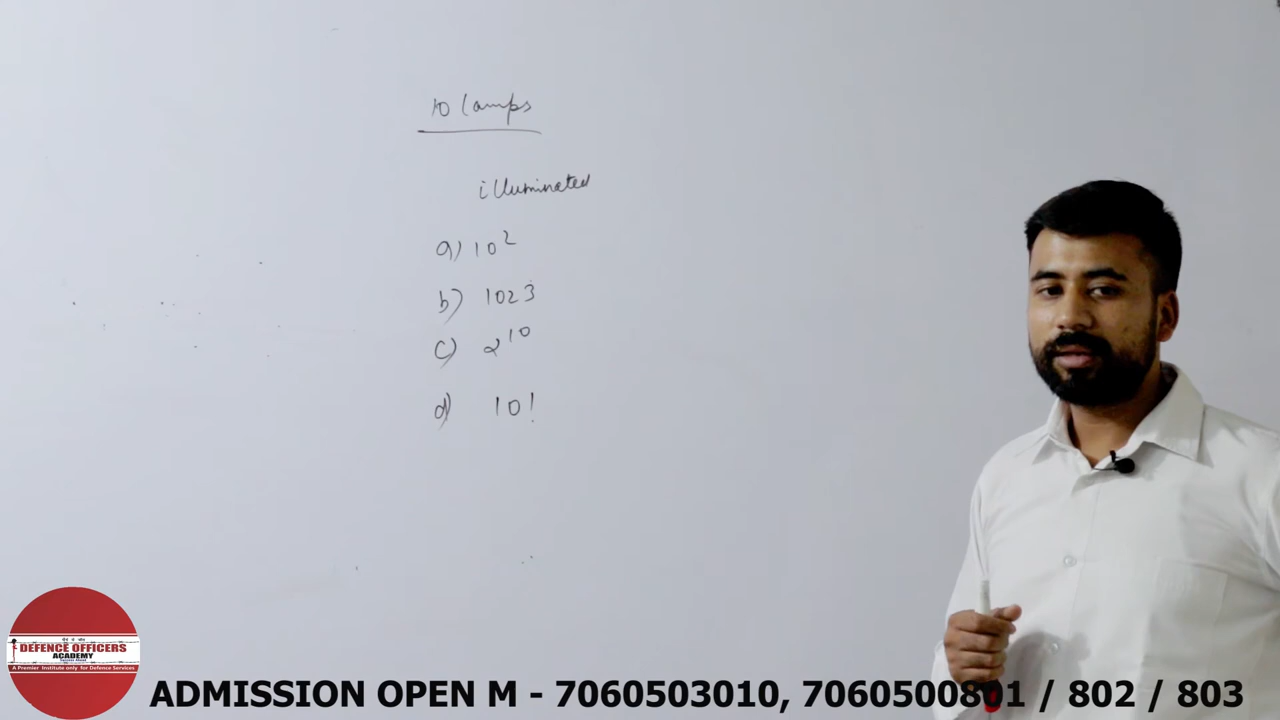 10 lamps
illuminated
a) 10²
b) 1023
c) 2¹⁰
d) 10!
DEFENCE OFFICERS
ACADEMY
A Premier Institute only for Defence Services
ADMISSION OPEN M - 7060503010, 7060500801 / 802 / 803